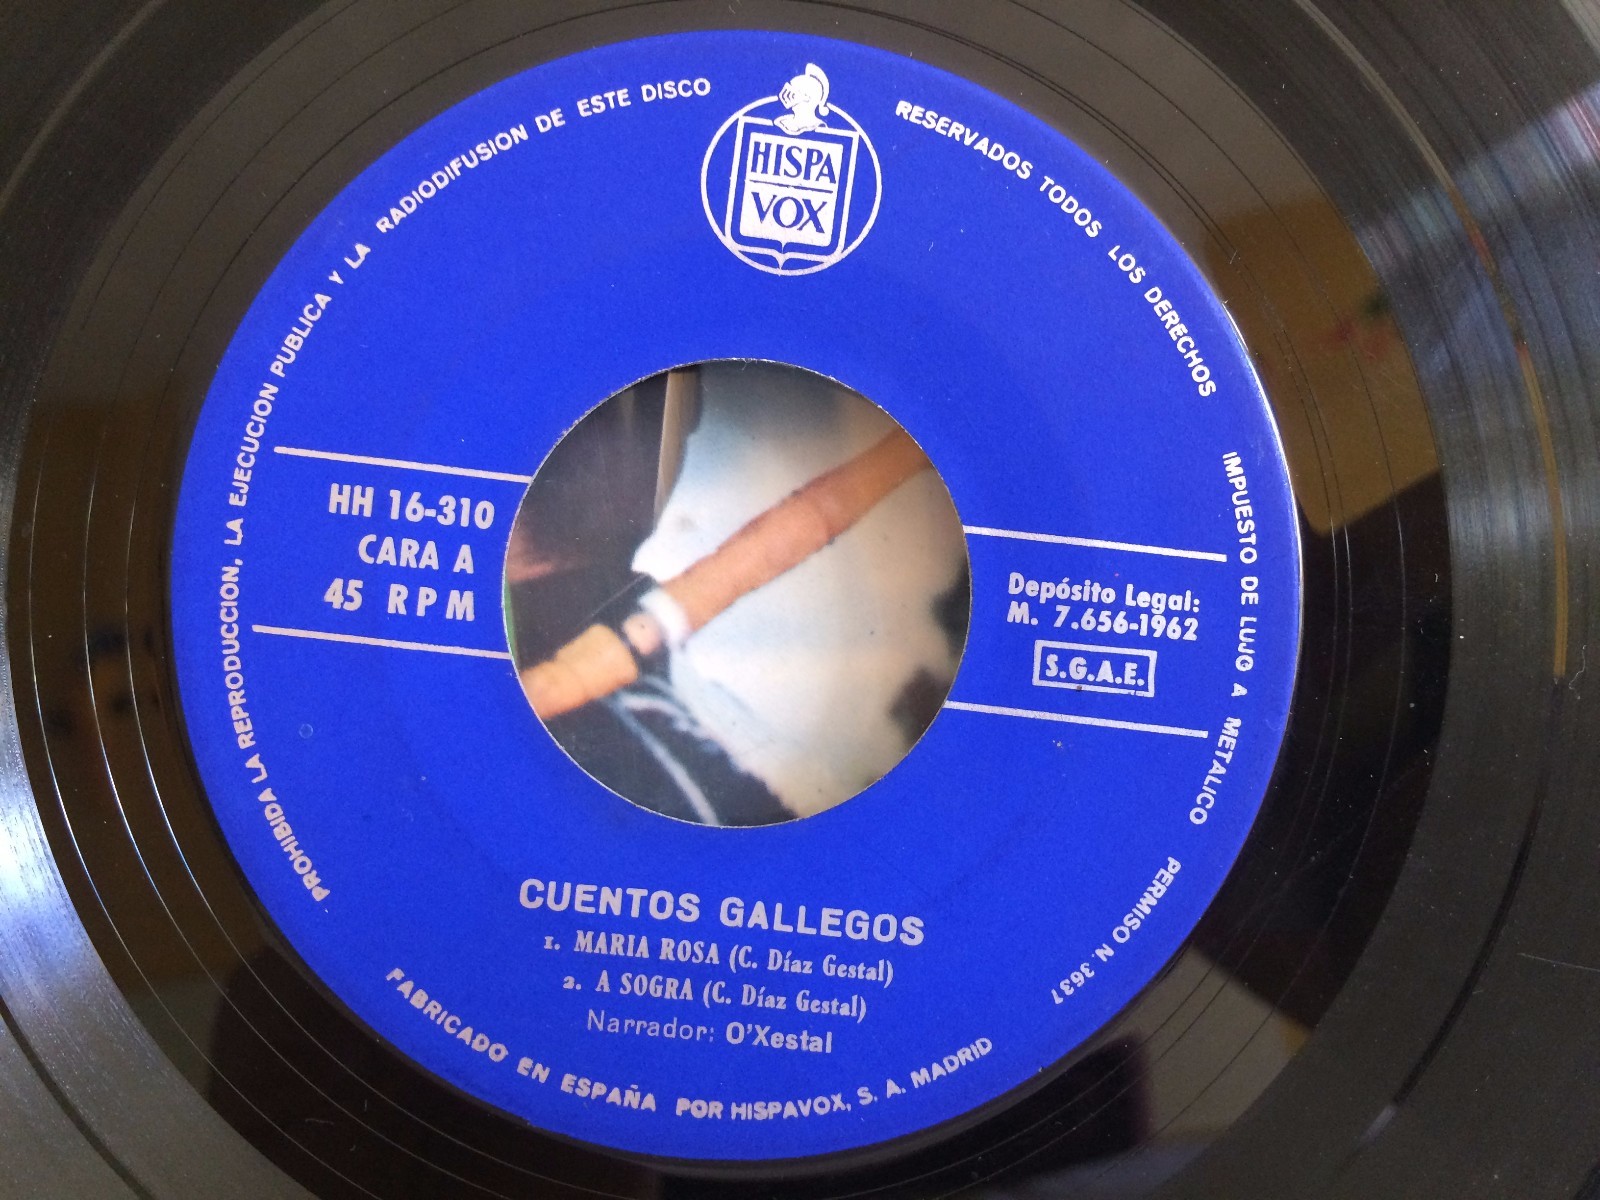 HISPA
VOX
PROHIBIDA LA REPRODUCCION, LA EJECUCION PUBLICA Y LA RADIODIFUSION DE ESTE DISCO
RESERVADOS TODOS LOS DERECHOS
IMPUESTO DE LUJO A METALICO
PERMISO N. 3637
HH 16-310
CARA A
45 RPM
Depósito Legal:
M. 7.656-1962
S.G.A.E.
CUENTOS GALLEGOS
1. MARIA ROSA (C. Díaz Gestal)
2. A SOGRA (C. Díaz Gestal)
Narrador: O'Xestal
FABRICADO EN ESPAÑA POR HISPAVOX, S. A. MADRID